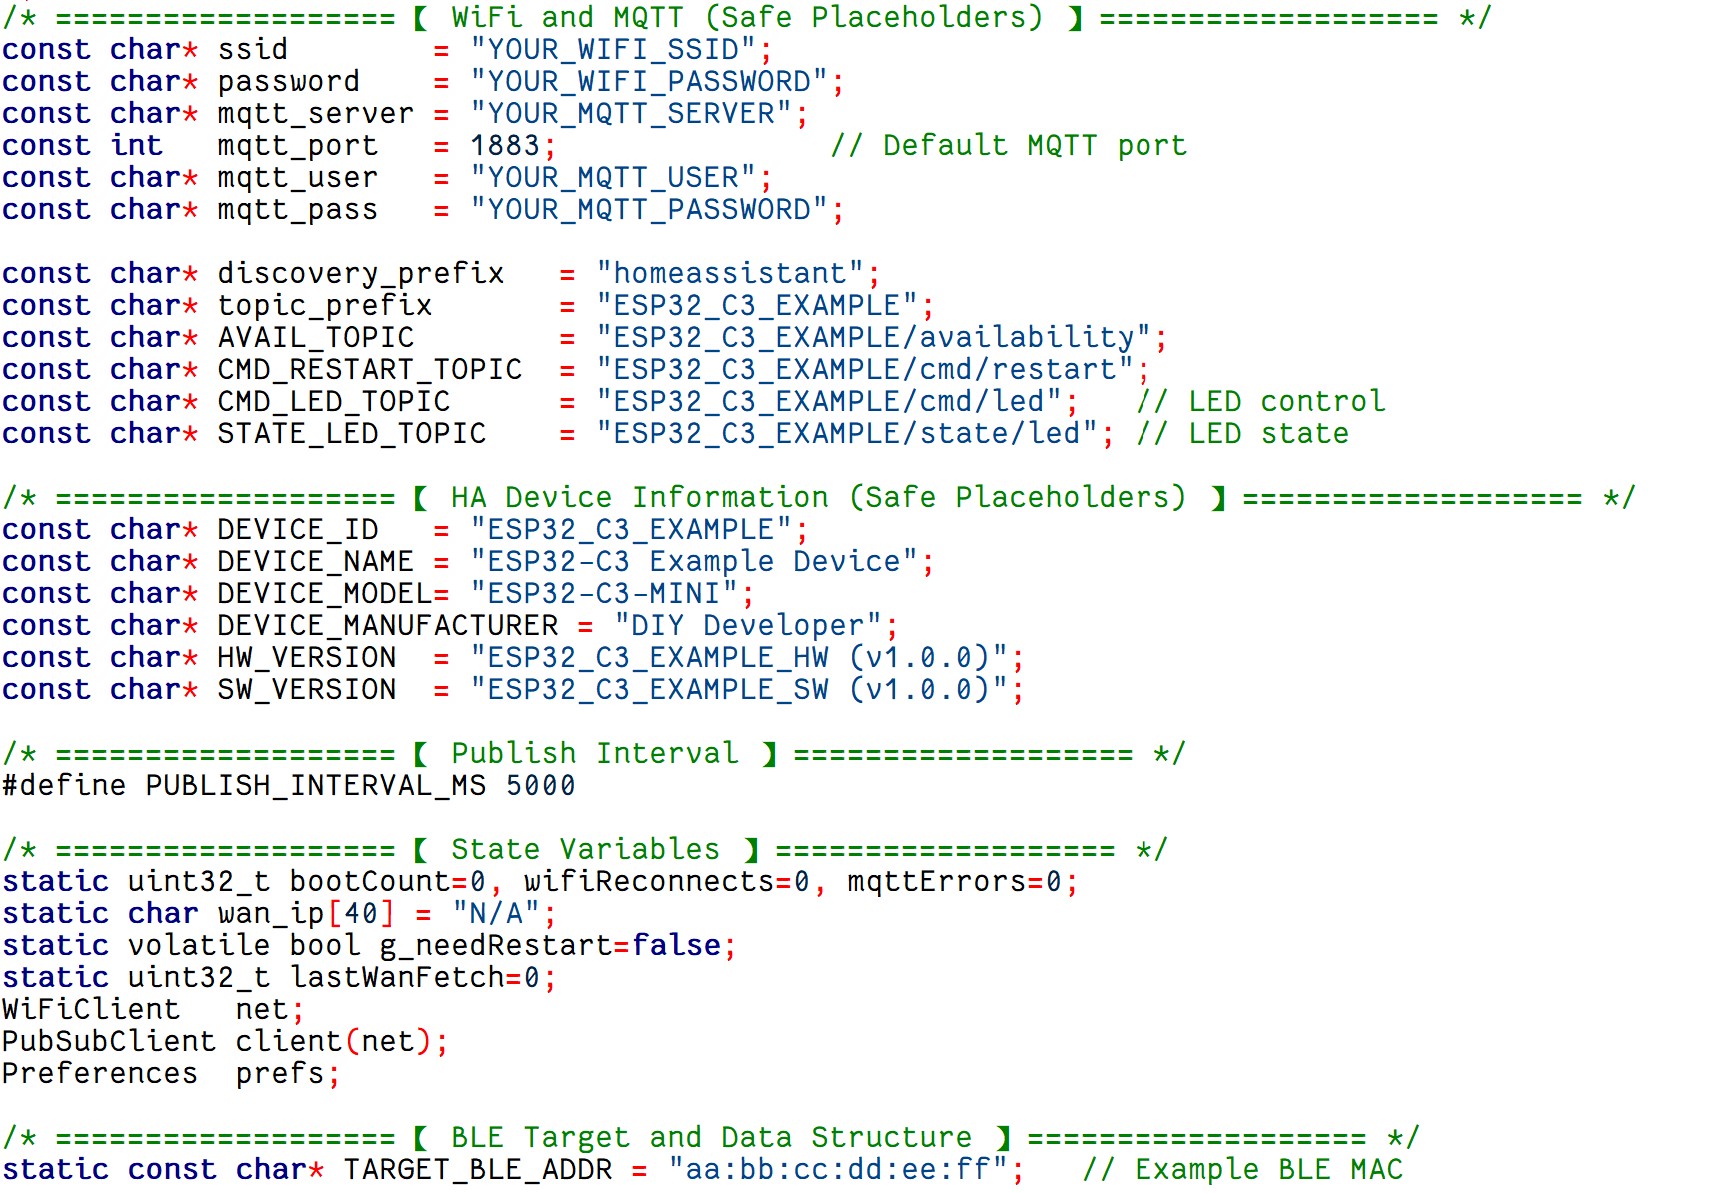 /* =================== 【 WiFi and MQTT (Safe Placeholders) 】 =================== */
const char* ssid        = "YOUR_WIFI_SSID";
const char* password    = "YOUR_WIFI_PASSWORD";
const char* mqtt_server = "YOUR_MQTT_SERVER";
const int   mqtt_port   = 1883;               // Default MQTT port
const char* mqtt_user   = "YOUR_MQTT_USER";
const char* mqtt_pass   = "YOUR_MQTT_PASSWORD";

const char* discovery_prefix   = "homeassistant";
const char* topic_prefix       = "ESP32_C3_EXAMPLE";
const char* AVAIL_TOPIC        = "ESP32_C3_EXAMPLE/availability";
const char* CMD_RESTART_TOPIC  = "ESP32_C3_EXAMPLE/cmd/restart";
const char* CMD_LED_TOPIC      = "ESP32_C3_EXAMPLE/cmd/led";   // LED control
const char* STATE_LED_TOPIC    = "ESP32_C3_EXAMPLE/state/led"; // LED state

/* =================== 【 HA Device Information (Safe Placeholders) 】 =================== */
const char* DEVICE_ID   = "ESP32_C3_EXAMPLE";
const char* DEVICE_NAME = "ESP32-C3 Example Device";
const char* DEVICE_MODEL= "ESP32-C3-MINI";
const char* DEVICE_MANUFACTURER = "DIY Developer";
const char* HW_VERSION  = "ESP32_C3_EXAMPLE_HW (v1.0.0)";
const char* SW_VERSION  = "ESP32_C3_EXAMPLE_SW (v1.0.0)";

/* =================== 【 Publish Interval 】 =================== */
#define PUBLISH_INTERVAL_MS 5000

/* =================== 【 State Variables 】 =================== */
static uint32_t bootCount=0, wifiReconnects=0, mqttErrors=0;
static char wan_ip[40] = "N/A";
static volatile bool g_needRestart=false;
static uint32_t lastWanFetch=0;
WiFiClient   net;
PubSubClient client(net);
Preferences  prefs;

/* =================== 【 BLE Target and Data Structure 】 =================== */
static const char* TARGET_BLE_ADDR = "aa:bb:cc:dd:ee:ff";   // Example BLE MAC